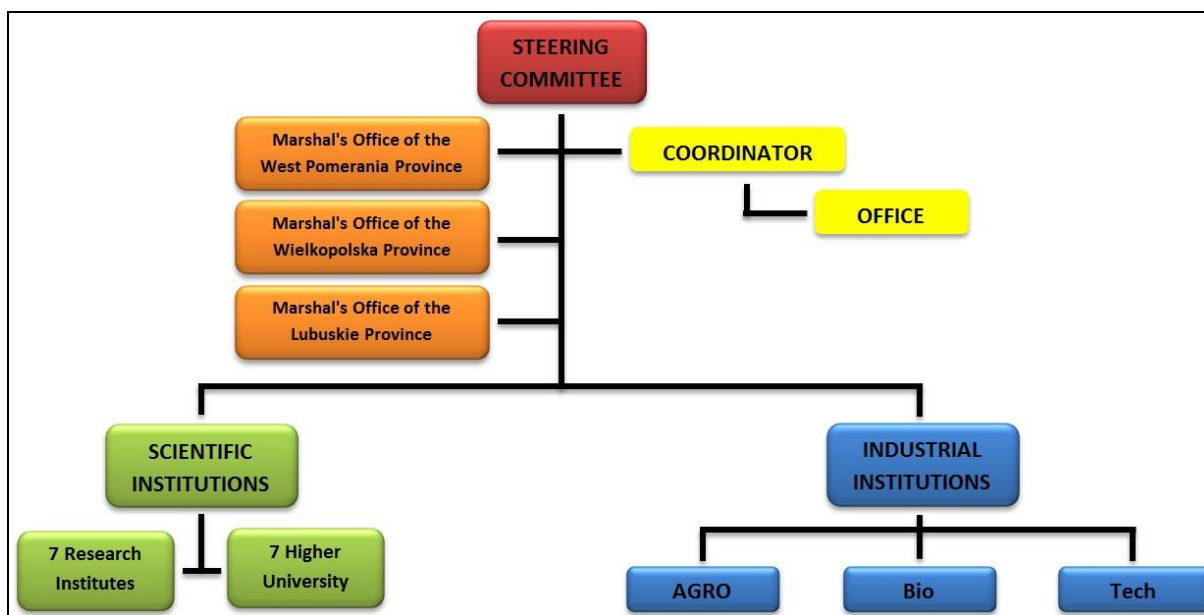 STEERING
COMMITTEE
Marshal's Office of the
West Pomerania Province
COORDINATOR
OFFICE
Marshal's Office of the
Wielkopolska Province
Marshal's Office of the
Lubuskie Province
SCIENTIFIC
INSTITUTIONS
INDUSTRIAL
INSTITUTIONS
7 Research
Institutes
7 Higher
University
AGRO
Bio
Tech